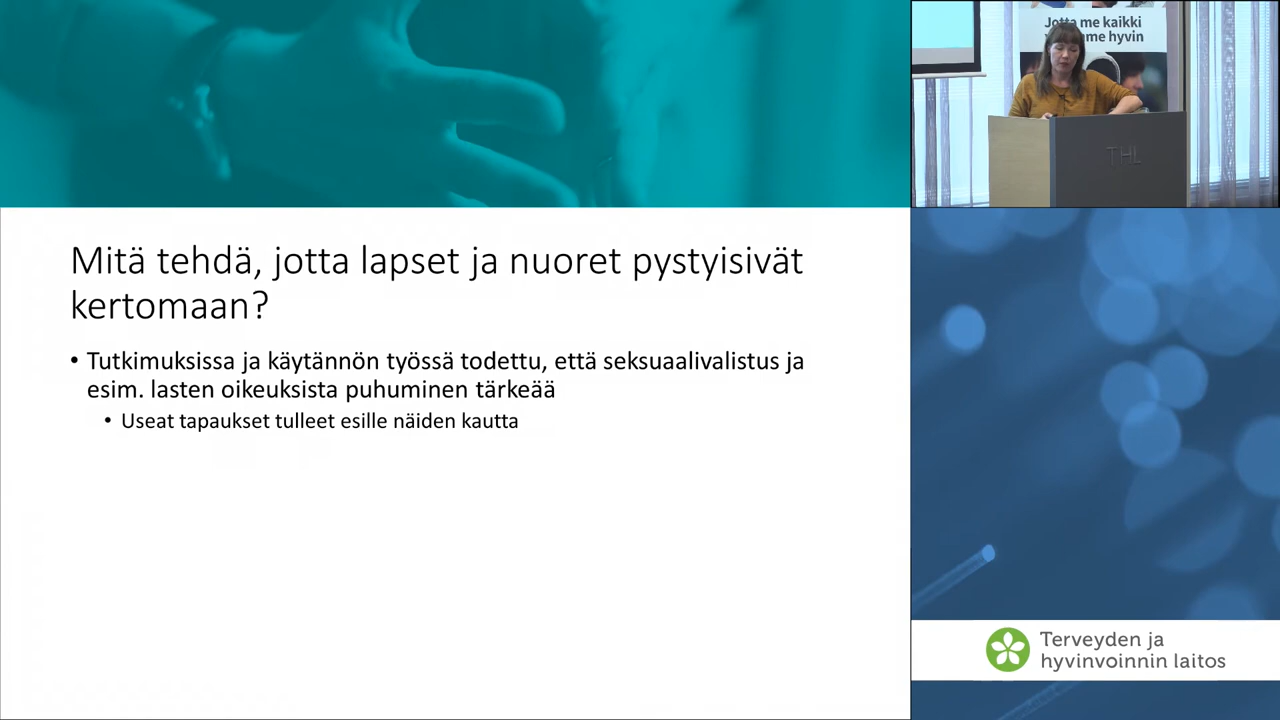 Mitä tehdä, jotta lapset ja nuoret pystyisivät
kertomaan?
• Tutkimuksissa ja käytännön työssä todettu, että seksuaalivalistus ja
esim. lasten oikeuksista puhuminen tärkeää
• Useat tapaukset tulleet esille näiden kautta
Jotta me kaikki
hyvin
THL
Terveyden ja
hyvinvoinnin laitos